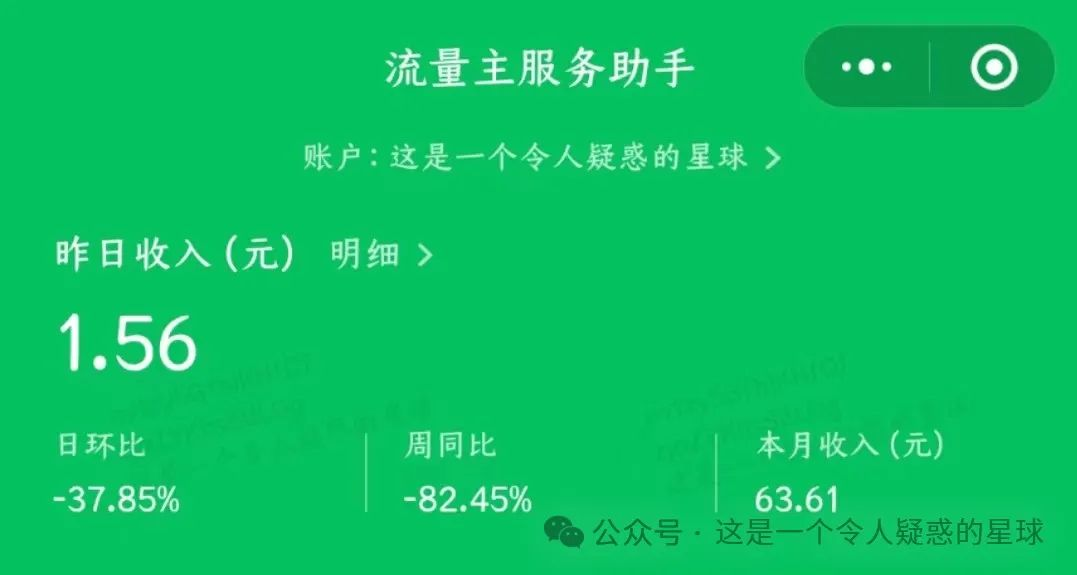 流量主服务助手
账户：这是一个令人疑惑的星球 >
昨日收入 (元) 明细 >
1.56
日环比 周同比 本月收入 (元)
-37.85% -82.45% 63.61
公众号 · 这是一个令人疑惑的星球